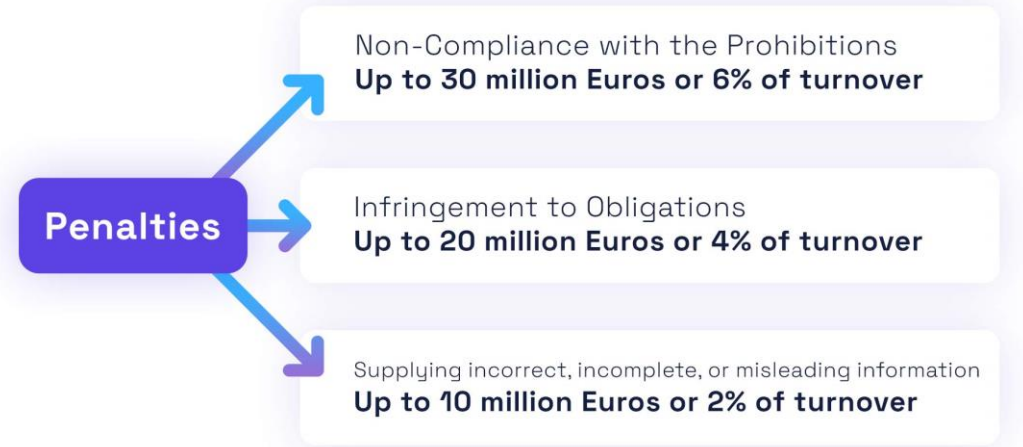 Penalties
Non-Compliance with the Prohibitions
Up to 30 million Euros or 6% of turnover
Infringement to Obligations
Up to 20 million Euros or 4% of turnover
Supplying incorrect, incomplete, or misleading information
Up to 10 million Euros or 2% of turnover